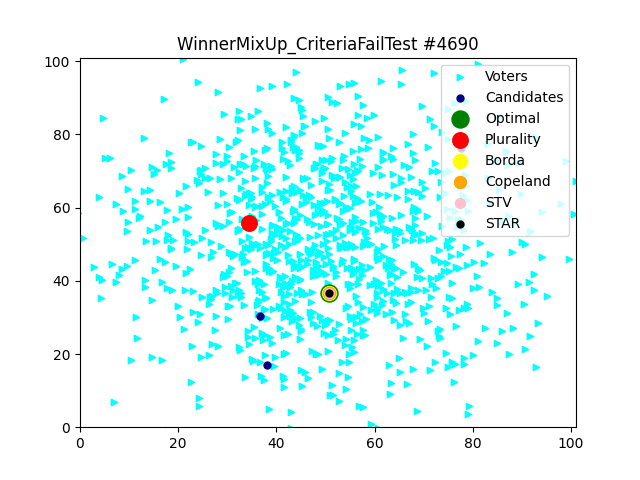 WinnerMixUp_CriteriaFailTest #4690
100
80
60
40
20
0
0
20
40
60
80
100
Voters
Candidates
Optimal
Plurality
Borda
Copeland
STV
STAR